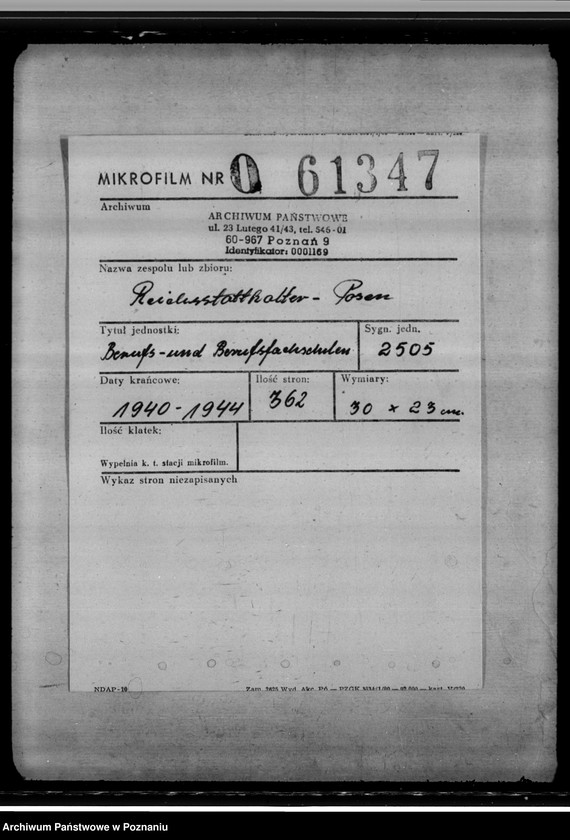 MIKROFILM NR 0 61347
Archiwum
ARCHIWUM PAŃSTWOWE
ul. 23 Lutego 41/43, tel. 546-01
60-967 Poznań 9
Identyfikator: 0001169
Nazwa zespołu lub zbioru:
Reichsstatthalter - Posen
Tytuł jednostki:
Sygn. jedn.
Berufs- und Berufsfachschulen
2505
Daty krańcowe:
Ilość stron:
Wymiary:
1940-1944
362
30 x 23 cm.
Ilość klatek:
Wypełnia k. t. stacji mikrofilm.
Wykaz stron niezapisanych
NDAP-10
Archiwum Państwowe w Poznaniu